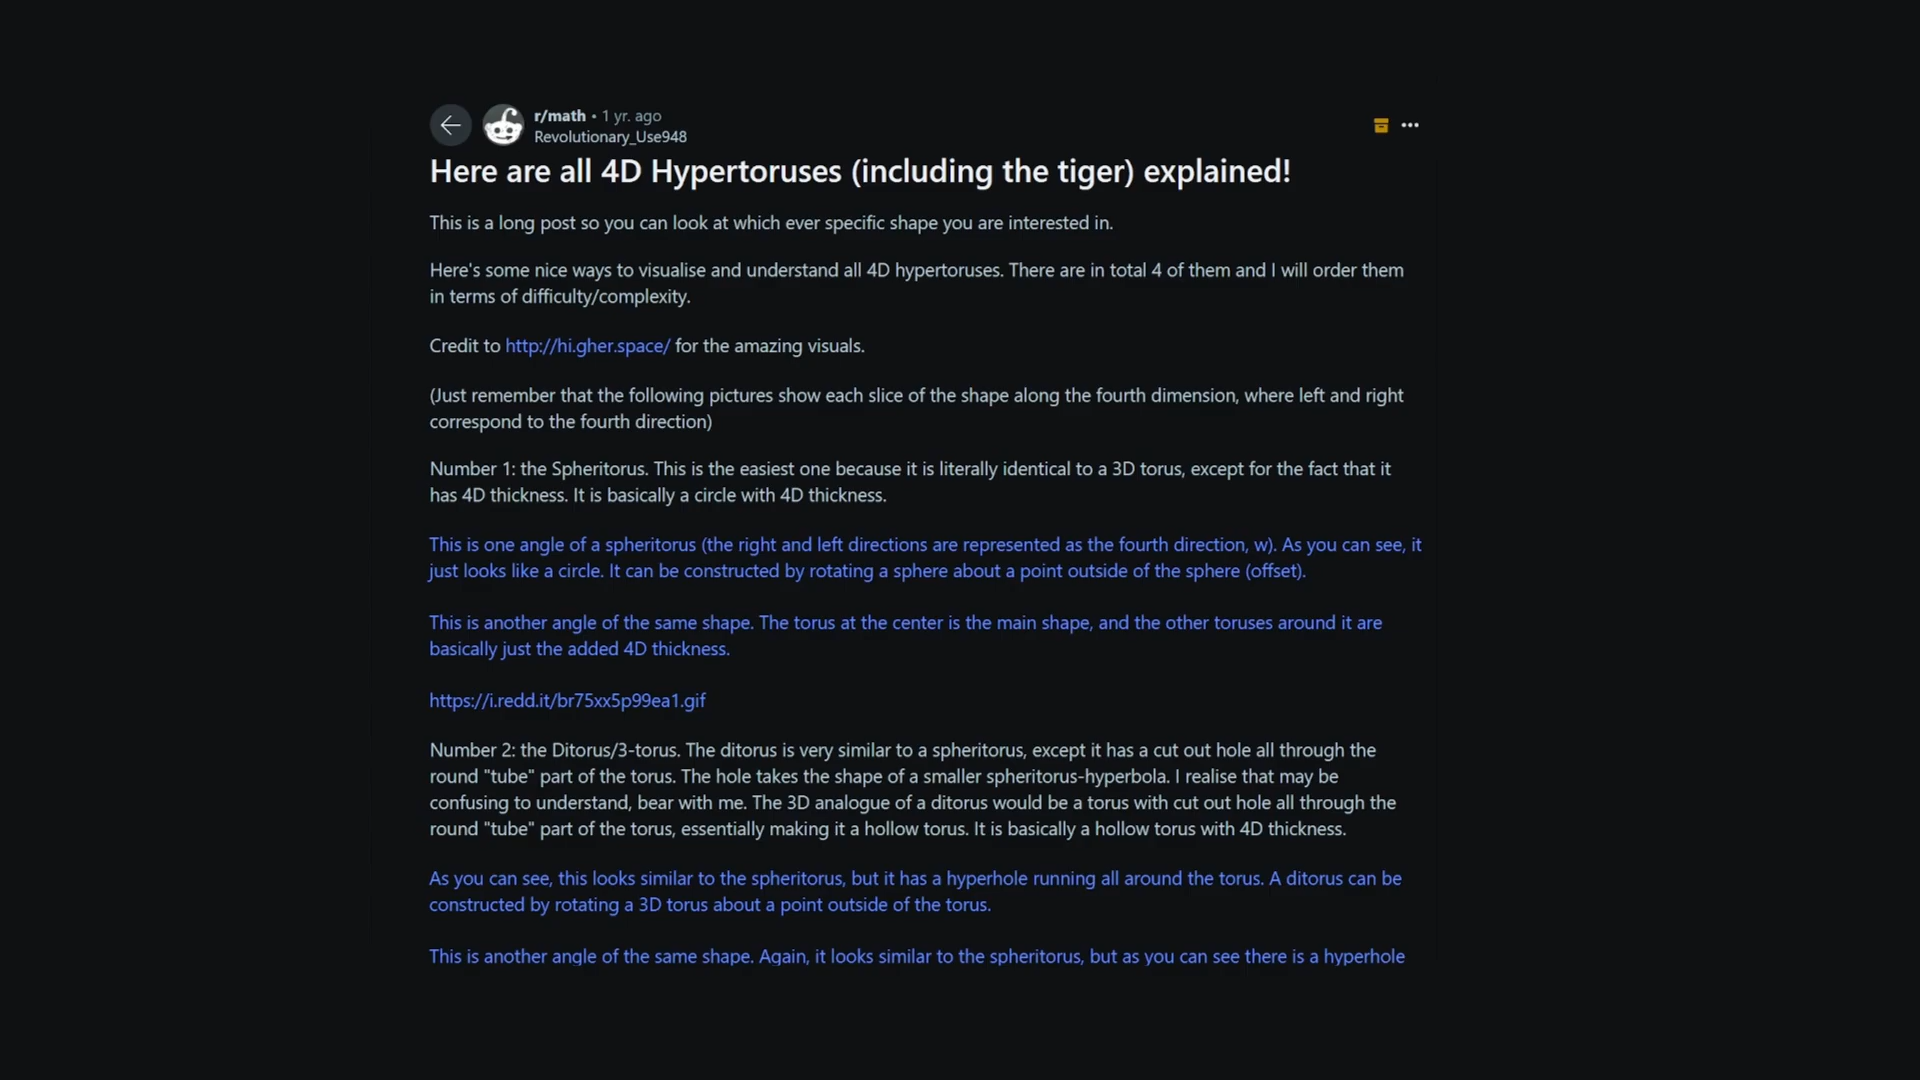 r/math • 1 yr. ago
Revolutionary_Use948
Here are all 4D Hypertoruses (including the tiger) explained!
This is a long post so you can look at which ever specific shape you are interested in.
Here's some nice ways to visualise and understand all 4D hypertoruses. There are in total 4 of them and I will order them
in terms of difficulty/complexity.
Credit to http://hi.gher.space/ for the amazing visuals.
(Just remember that the following pictures show each slice of the shape along the fourth dimension, where left and right
correspond to the fourth direction)
Number 1: the Spheritorus. This is the easiest one because it is literally identical to a 3D torus, except for the fact that it
has 4D thickness. It is basically a circle with 4D thickness.
This is one angle of a spheritorus (the right and left directions are represented as the fourth direction, w). As you can see, it
just looks like a circle. It can be constructed by rotating a sphere about a point outside of the sphere (offset).
This is another angle of the same shape. The torus at the center is the main shape, and the other toruses around it are
basically just the added 4D thickness.
https://i.redd.it/br75xx5p99ea1.gif
Number 2: the Ditorus/3-torus. The ditorus is very similar to a spheritorus, except it has a cut out hole all through the
round "tube" part of the torus. The hole takes the shape of a smaller spheritorus-hyperbola. I realise that may be
confusing to understand, bear with me. The 3D analogue of a ditorus would be a torus with cut out hole all through the
round "tube" part of the torus, essentially making it a hollow torus. It is basically a hollow torus with 4D thickness.
As you can see, this looks similar to the spheritorus, but it has a hyperhole running all around the torus. A ditorus can be
constructed by rotating a 3D torus about a point outside of the torus.
This is another angle of the same shape. Again, it looks similar to the spheritorus, but as you can see there is a hyperhole